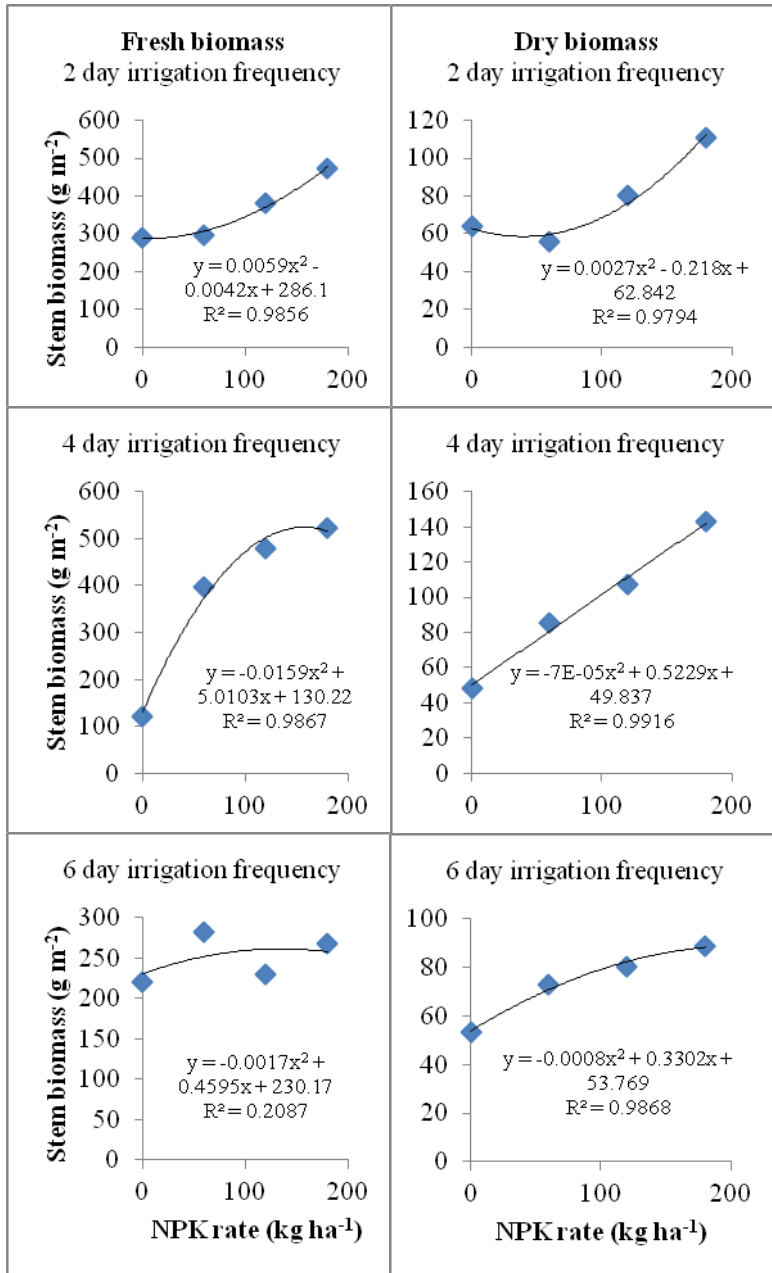 Fresh biomass
2 day irrigation frequency
Stem biomass (g m⁻²)
600
500
400
300
200
100
0
y = 0.0059x² -
0.0042x + 286.1
R² = 0.9856
0 100 200
Dry biomass
2 day irrigation frequency
120
100
80
60
40
20
0
y = 0.0027x² - 0.218x +
62.842
R² = 0.9794
0 100 200
4 day irrigation frequency
Stem biomass (g m⁻²)
600
500
400
300
200
100
0
y = -0.0159x² +
5.0103x + 130.22
R² = 0.9867
0 100 200
4 day irrigation frequency
160
140
120
100
80
60
40
20
0
y = -7E-05x² + 0.5229x +
49.837
R² = 0.9916
0 100 200
6 day irrigation frequency
Stem biomass (g m⁻²)
300
250
200
150
100
50
0
y = -0.0017x² +
0.4595x + 230.17
R² = 0.2087
0 100 200
NPK rate (kg ha⁻¹)
6 day irrigation frequency
100
80
60
40
20
0
y = -0.0008x² + 0.3302x +
53.769
R² = 0.9868
0 100 200
NPK rate (kg ha⁻¹)